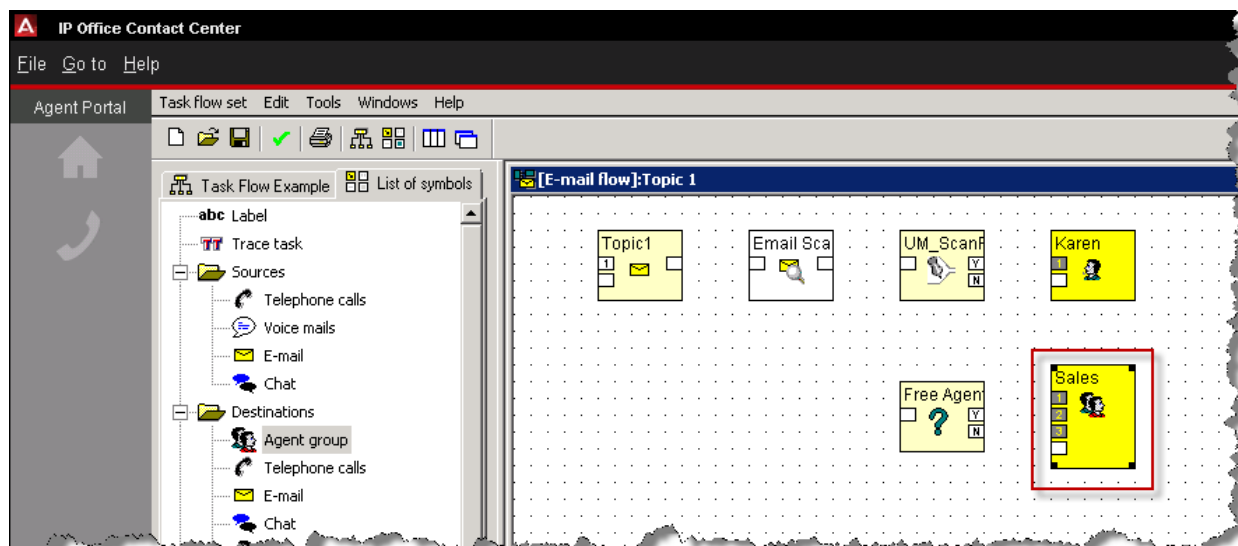 IP Office Contact Center
File Go to Help
Agent Portal
Task flow set Edit Tools Windows Help
Task Flow Example
List of symbols
[E-mail flow]:Topic 1
abc Label
TT Trace task
Sources
Telephone calls
Voice mails
E-mail
Chat
Destinations
Agent group
Telephone calls
E-mail
Chat
Topic1
1
Email Sca
UM_ScanF
Y
N
Karen
1
Free Agen
Y
N
Sales
1
2
3